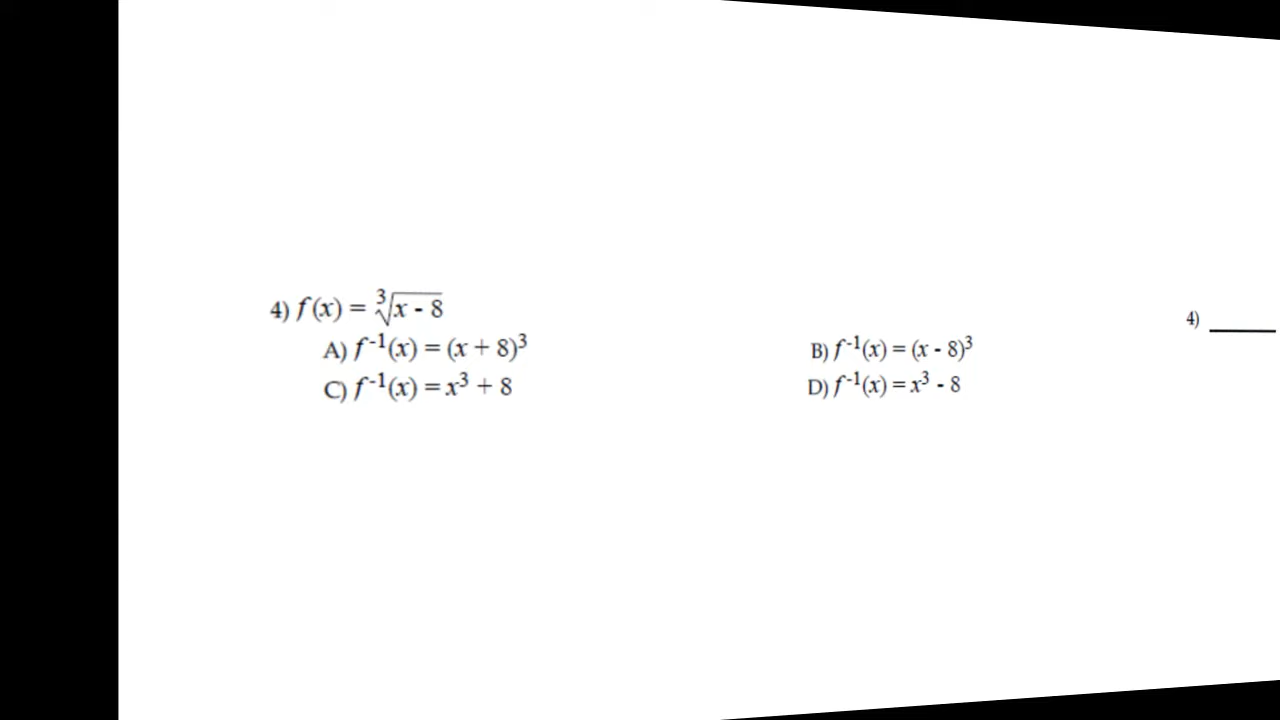 4) f(x) = ∛(x - 8)
4) ______
A) f⁻¹(x) = (x + 8)³ B) f⁻¹(x) = (x - 8)³
C) f⁻¹(x) = x³ + 8 D) f⁻¹(x) = x³ - 8